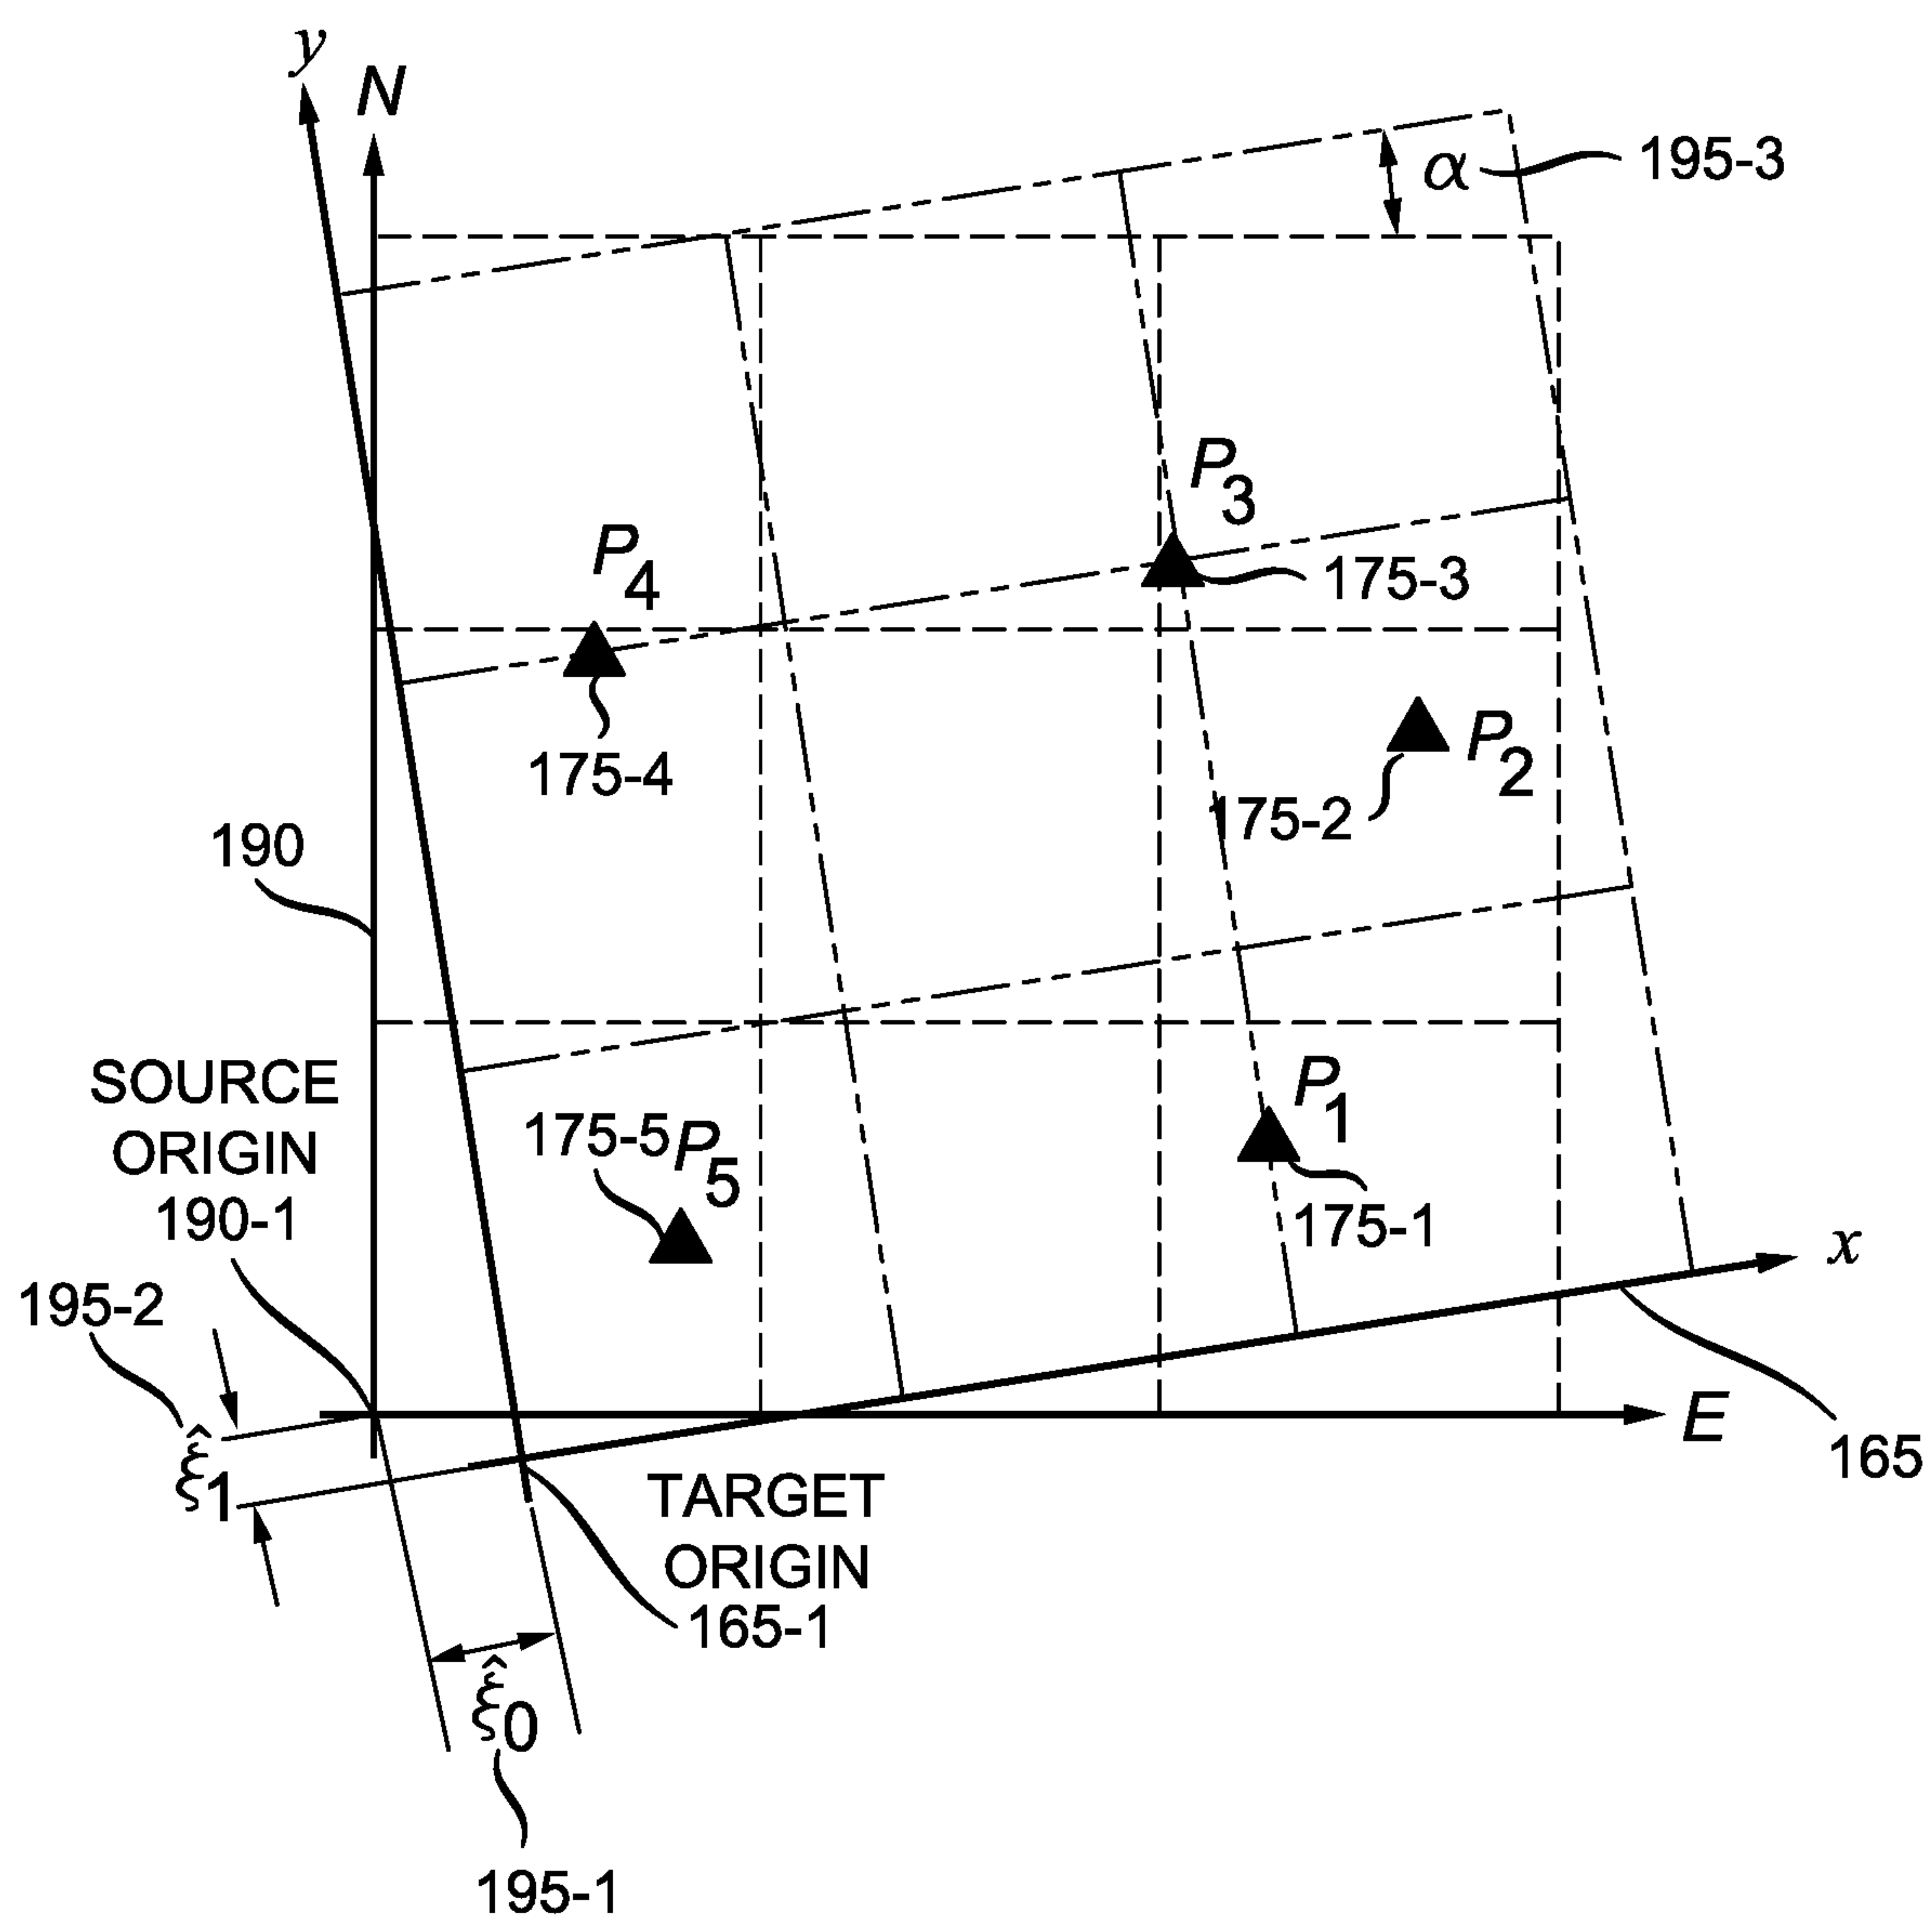 y
N
α
195-3
P3
175-3
P4
175-4
P2
175-2
190
SOURCE
ORIGIN
190-1
P1
175-1
175-5
P5
x
195-2
E
165
ξ̂1
TARGET
ORIGIN
165-1
ξ̂0
195-1